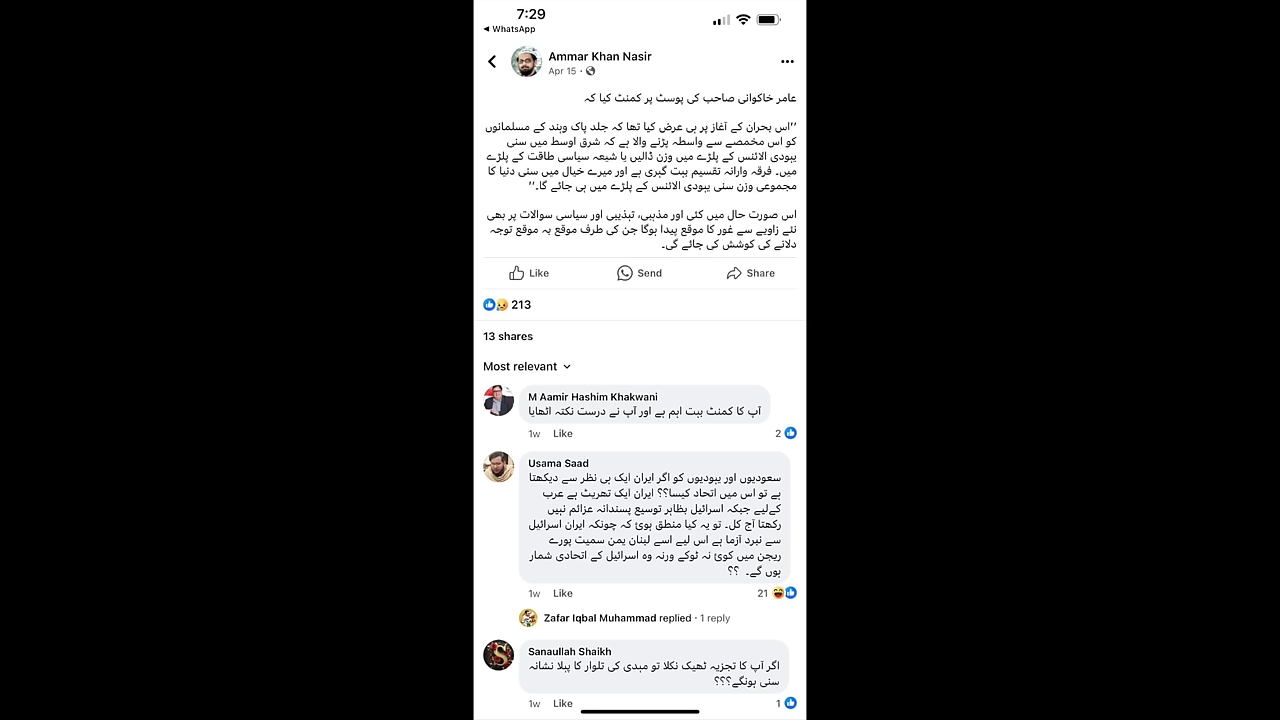 7:29
◀ WhatsApp
Ammar Khan Nasir
Apr 15 ·
عامر خاکوانی صاحب کی پوسٹ پر کمنٹ کیا کہ
’’اس بحران کے آغاز پر ہی عرض کیا تھا کہ جلد پاک وہند کے مسلمانوں
کو اس مخمصے سے واسطہ پڑنے والا ہے کہ شرق اوسط میں سنی
یہودی الائنس کے پلڑے میں وزن ڈالیں یا شیعہ سیاسی طاقت کے پلڑے
میں۔ فرقہ وارانہ تقسیم بہت گہری ہے اور میرے خیال میں سنی دنیا کا
مجموعی وزن سنی یہودی الائنس کے پلڑے میں ہی جائے گا۔’’
اس صورت حال میں کئی اور مذہبی، تہذیبی اور سیاسی سوالات پر بھی
نئے زاویے سے غور کا موقع پیدا ہوگا جن کی طرف موقع بہ موقع توجہ
دلانے کی کوشش کی جائے گی۔
Like Send Share
213
13 shares
Most relevant
M Aamir Hashim Khakwani
آپ کا کمنٹ بہت اہم ہے اور آپ نے درست نکتہ اٹھایا
1w Like 2
Usama Saad
سعودیوں اور یہودیوں کو اگر ایران ایک ہی نظر سے دیکھتا
ہے تو اس میں اتحاد کیسا؟؟ ایران ایک تھریٹ ہے عرب
کےلیے جبکہ اسرائیل بظاہر توسیع پسندانہ عزائم نہیں
رکھتا آج کل۔ تو یہ کیا منطق ہوئ کہ چونکہ ایران اسرائیل
سے نبرد آزما ہے اس لیے اسے لبنان یمن سمیت پورے
ریجن میں کوئ نہ ٹوکے ورنہ وہ اسرائیل کے اتحادی شمار
ہوں گے۔ ؟؟
1w Like 21
Zafar Iqbal Muhammad replied · 1 reply
Sanaullah Shaikh
اگر آپ کا تجزیہ ٹھیک نکلا تو مہدی کی تلوار کا پہلا نشانہ
سنی ہونگے؟؟؟
1w Like 1